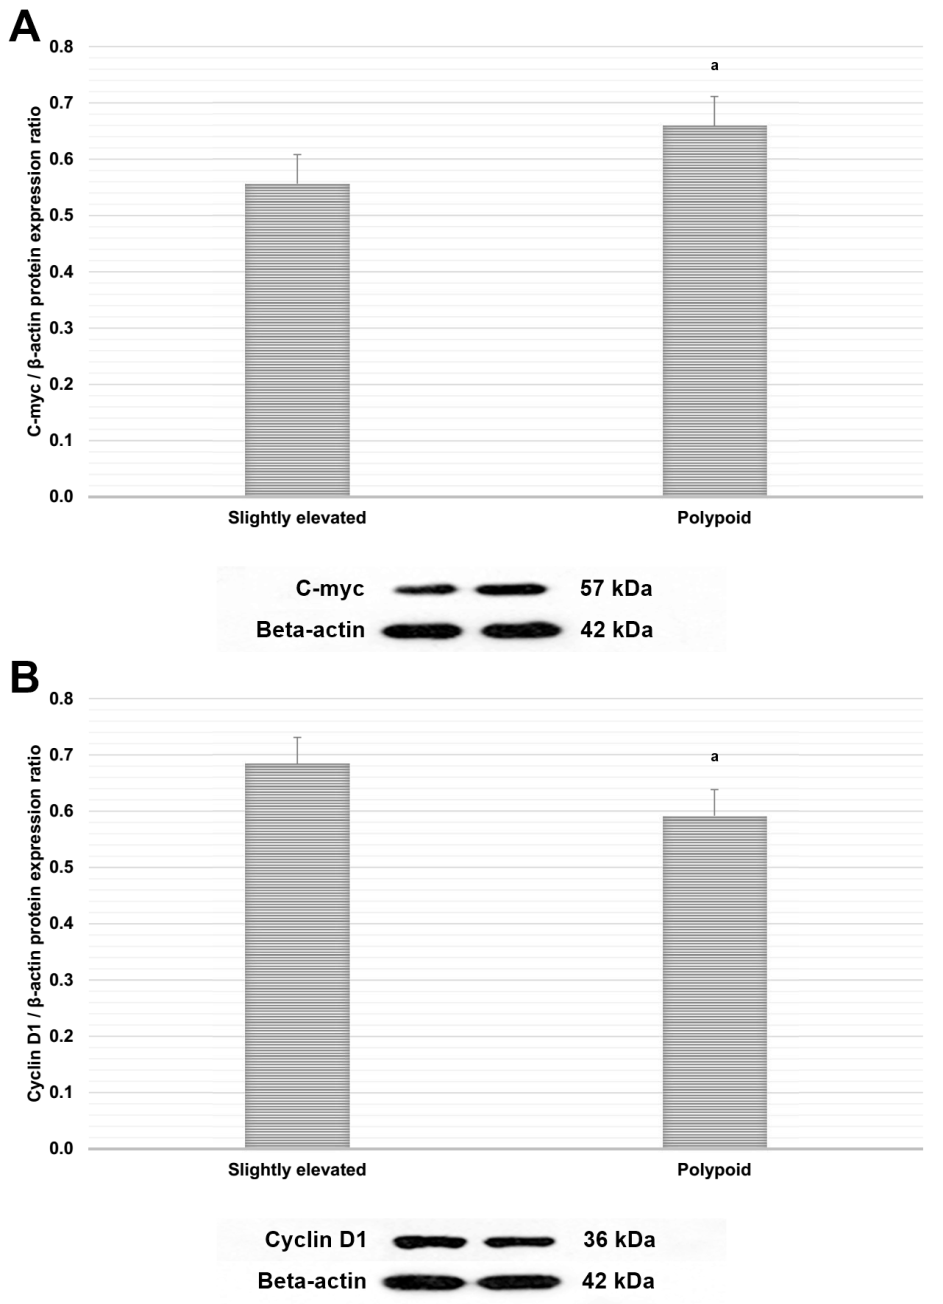 A
C-myc / β-actin protein expression ratio
0.8
a
0.7
0.6
0.5
0.4
0.3
0.2
0.1
0.0
Slightly elevated Polypoid
C-myc 57 kDa
Beta-actin 42 kDa
B
Cyclin D1 / β-actin protein expression ratio
0.8
0.7
a
0.6
0.5
0.4
0.3
0.2
0.1
0.0
Slightly elevated Polypoid
Cyclin D1 36 kDa
Beta-actin 42 kDa